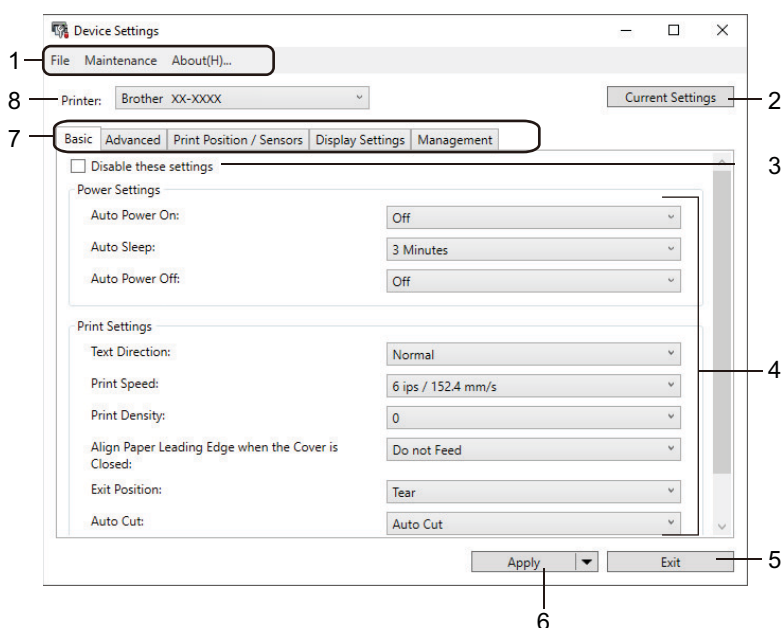 Device Settings
1
File Maintenance About(H)...
8
Printer: Brother XX-XXXX
Current Settings
2
7
Basic Advanced Print Position / Sensors Display Settings Management
Disable these settings
3
Power Settings
Auto Power On: Off
Auto Sleep: 3 Minutes
Auto Power Off: Off
Print Settings
Text Direction: Normal
4
Print Speed: 6 ips / 152.4 mm/s
Print Density: 0
Align Paper Leading Edge when the Cover is
Closed:
Do not Feed
Exit Position: Tear
Auto Cut: Auto Cut
Apply Exit
5
6